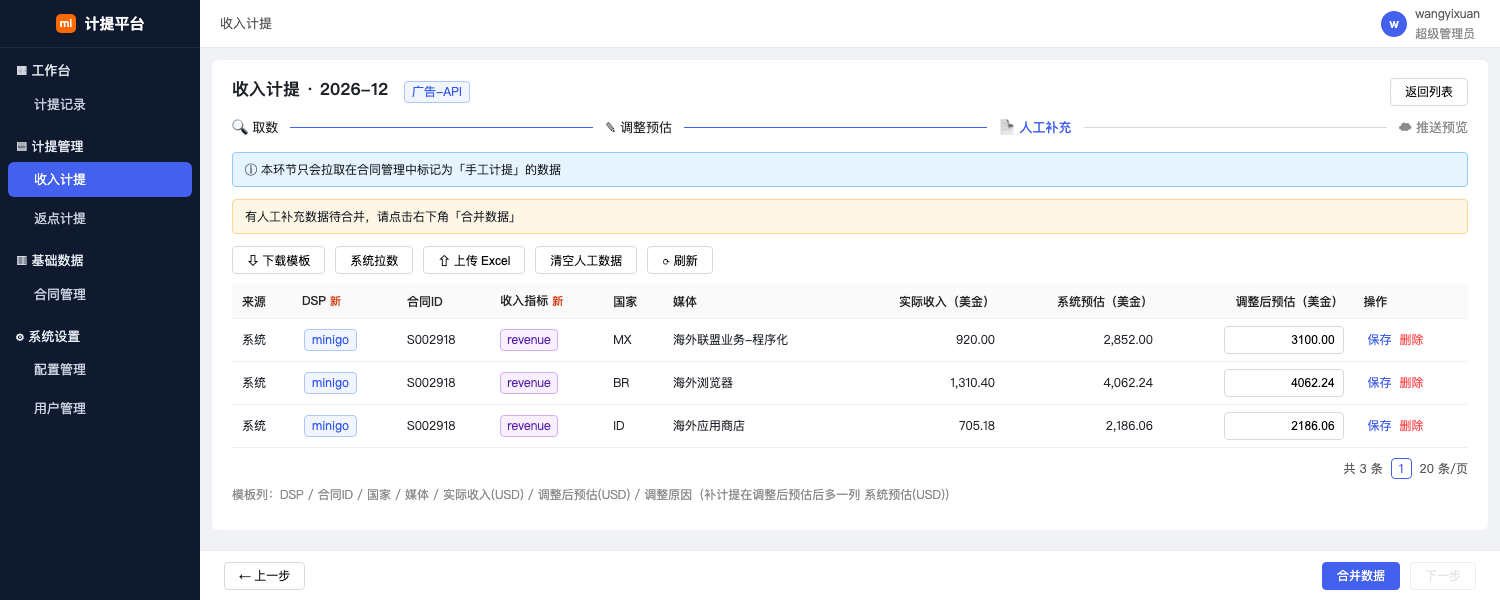 mi 计提平台
收入计提
w wangyixuan
超级管理员
工作台
计提记录
计提管理
收入计提
返点计提
基础数据
合同管理
系统设置
配置管理
用户管理
收入计提 · 2026-12 广告-API 返回列表
取数 调整预估 人工补充 推送预览
本环节只会拉取在合同管理中标记为「手工计提」的数据
有人工补充数据待合并，请点击右下角「合并数据」
下载模板 系统拉数 上传 Excel 清空人工数据 刷新
来源 DSP 新 合同ID 收入指标 新 国家 媒体 实际收入（美金） 系统预估（美金） 调整后预估（美金） 操作
系统 minigo S002918 revenue MX 海外联盟业务-程序化 920.00 2,852.00 3100.00 保存 删除
系统 minigo S002918 revenue BR 海外浏览器 1,310.40 4,062.24 4062.24 保存 删除
系统 minigo S002918 revenue ID 海外应用商店 705.18 2,186.06 2186.06 保存 删除
共 3 条 1 20 条/页
模板列：DSP / 合同ID / 国家 / 媒体 / 实际收入(USD) / 调整后预估(USD) / 调整原因（补计提在调整后预估后多一列 系统预估(USD)）
← 上一步 合并数据 下一步